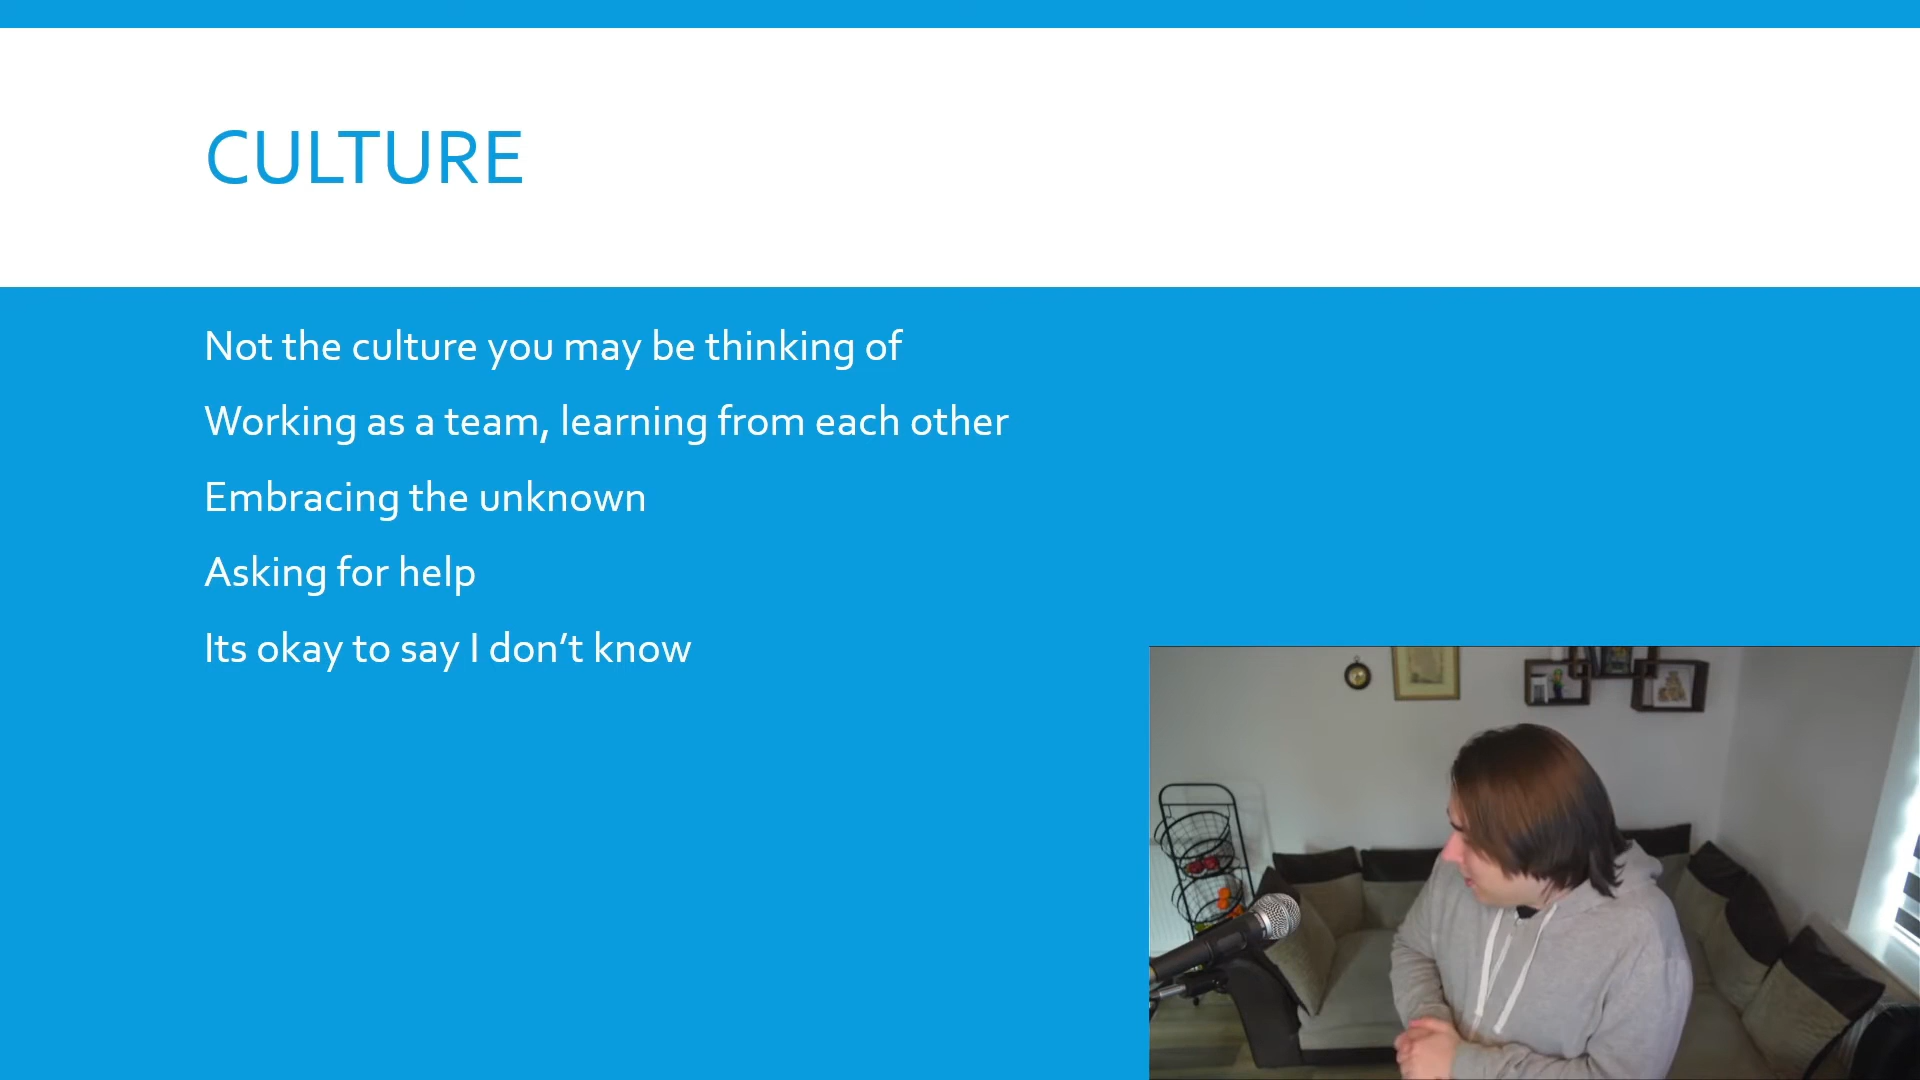 CULTURE
Not the culture you may be thinking of
Working as a team, learning from each other
Embracing the unknown
Asking for help
Its okay to say I don’t know